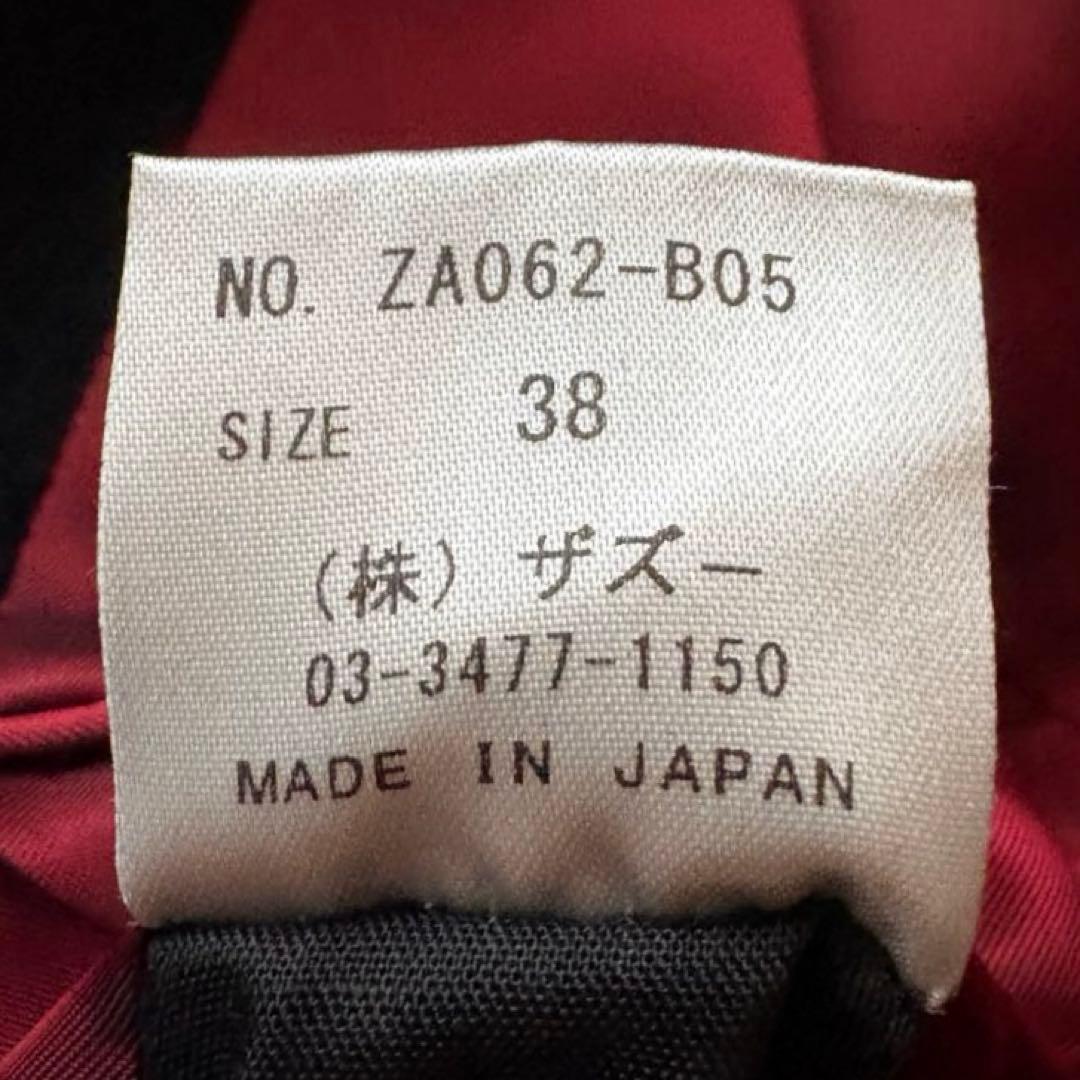 NO. ZA062-B05
SIZE 38
(株) ザズー
03-3477-1150
MADE IN JAPAN